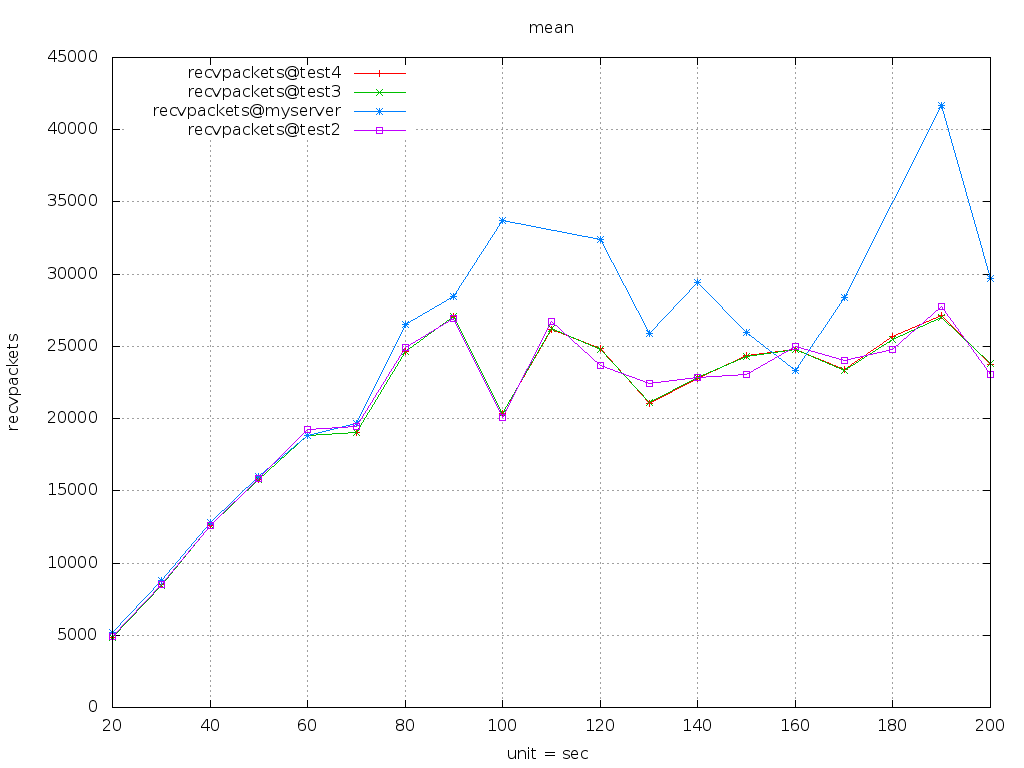 mean
45000
40000
35000
30000
25000
20000
15000
10000
5000
0
recvpackets@test4
recvpackets@test3
recvpackets@myserver
recvpackets@test2
recvpackets
20 40 60 80 100 120 140 160 180 200
unit = sec